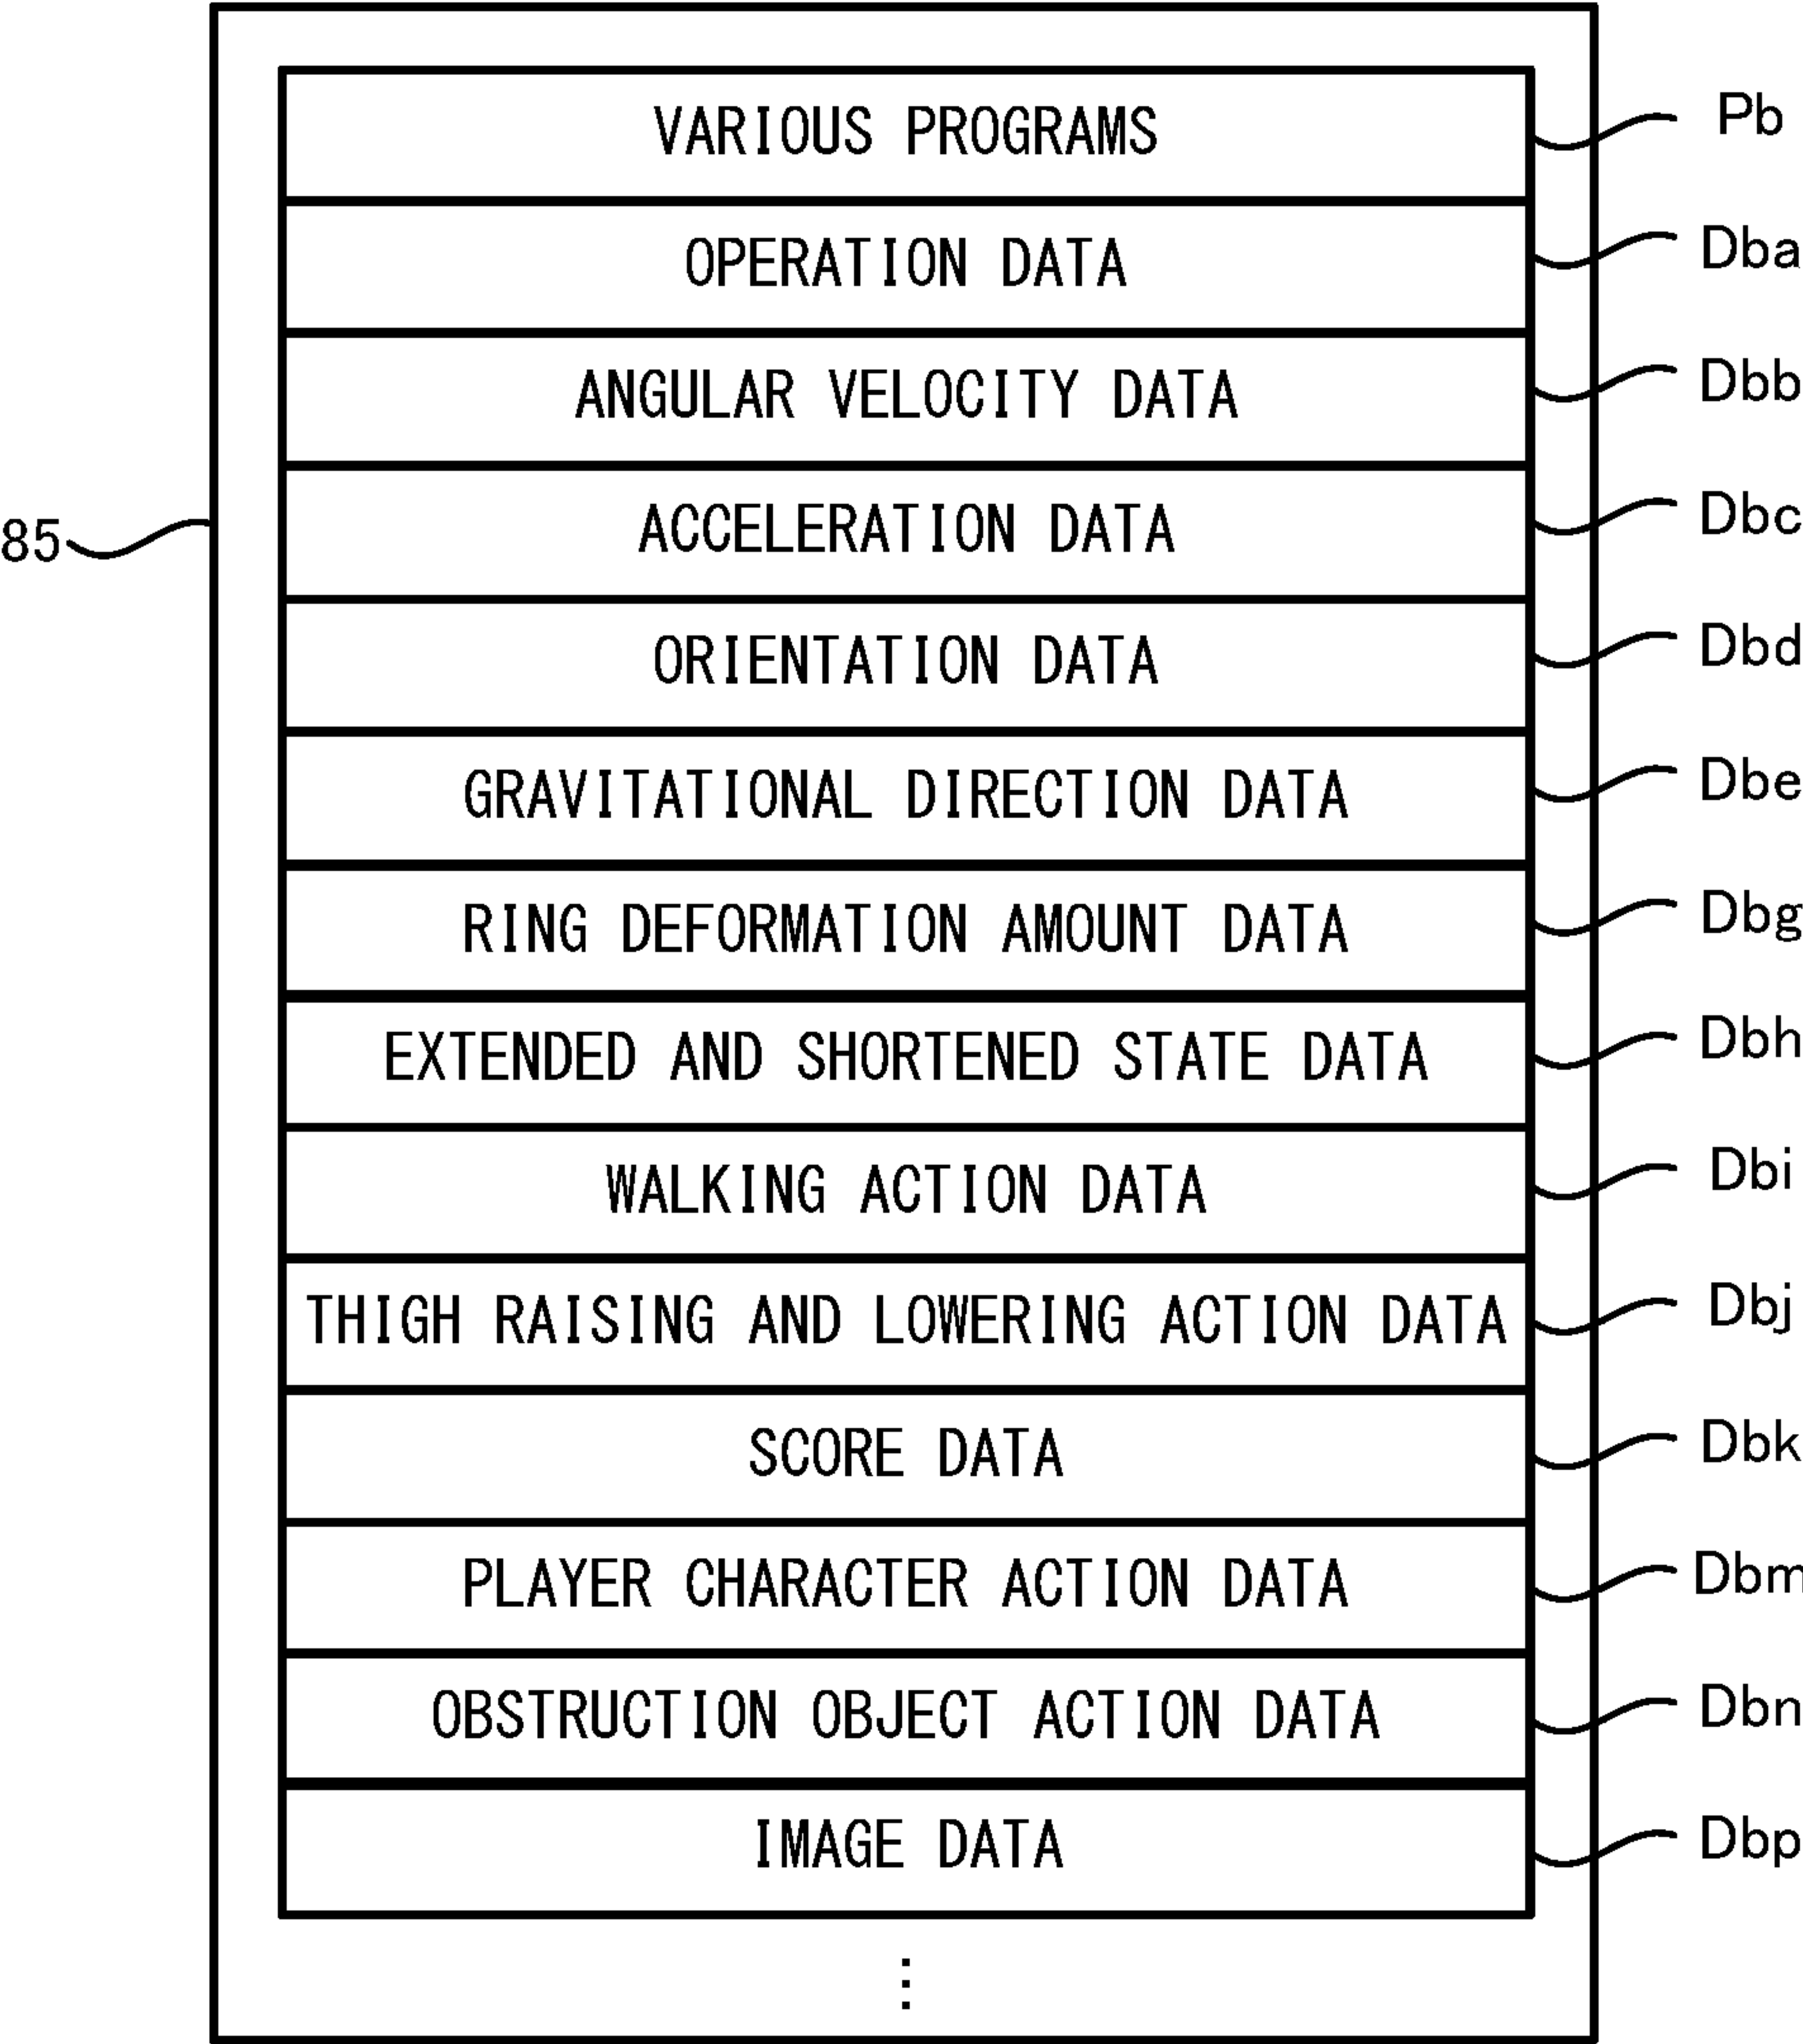 VARIOUS PROGRAMS Pb
OPERATION DATA Dba
ANGULAR VELOCITY DATA Dbb
ACCELERATION DATA Dbc
85
ORIENTATION DATA Dbd
GRAVITATIONAL DIRECTION DATA Dbe
RING DEFORMATION AMOUNT DATA Dbg
EXTENDED AND SHORTENED STATE DATA Dbh
WALKING ACTION DATA Dbi
THIGH RAISING AND LOWERING ACTION DATA Dbj
SCORE DATA Dbk
PLAYER CHARACTER ACTION DATA Dbm
OBSTRUCTION OBJECT ACTION DATA Dbn
IMAGE DATA Dbp
⋮